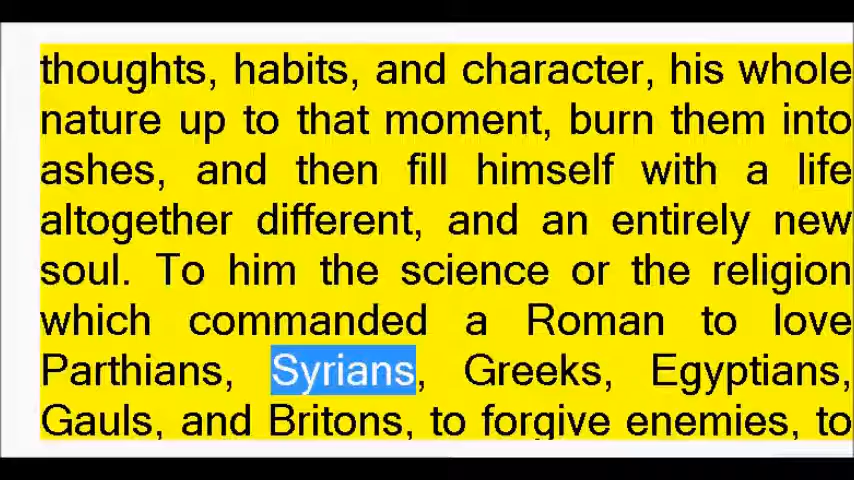 thoughts, habits, and character, his whole
nature up to that moment, burn them into
ashes, and then fill himself with a life
altogether different, and an entirely new
soul. To him the science or the religion
which commanded a Roman to love
Parthians, Syrians, Greeks, Egyptians,
Gauls, and Britons, to forgive enemies, to